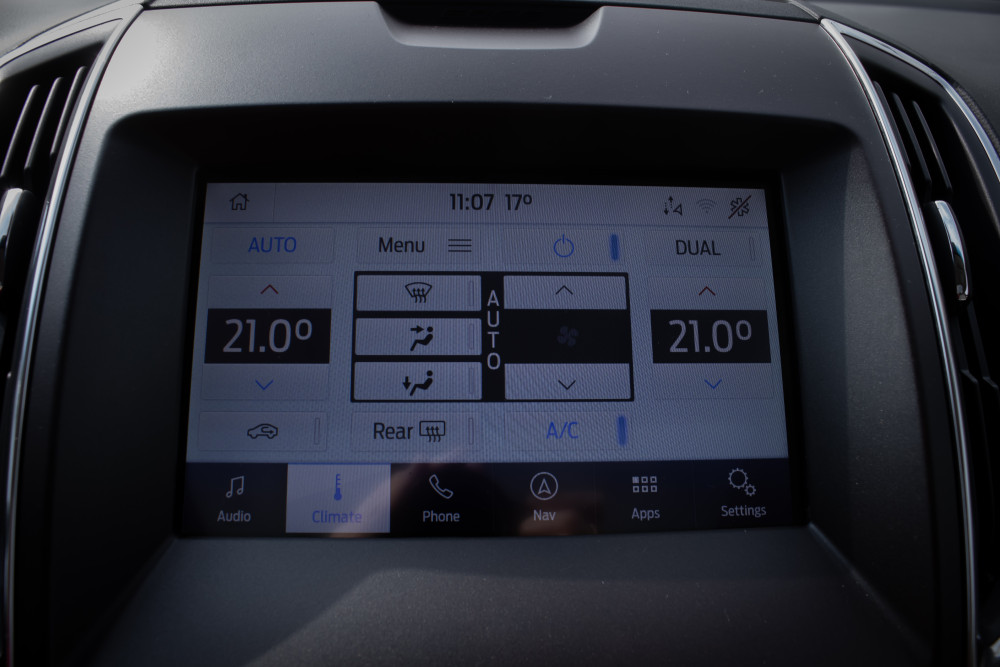 11:07 17°
AUTO
Menu
DUAL
21.0°
AUTO
21.0°
Rear
A/C
Audio
Climate
Phone
Nav
Apps
Settings